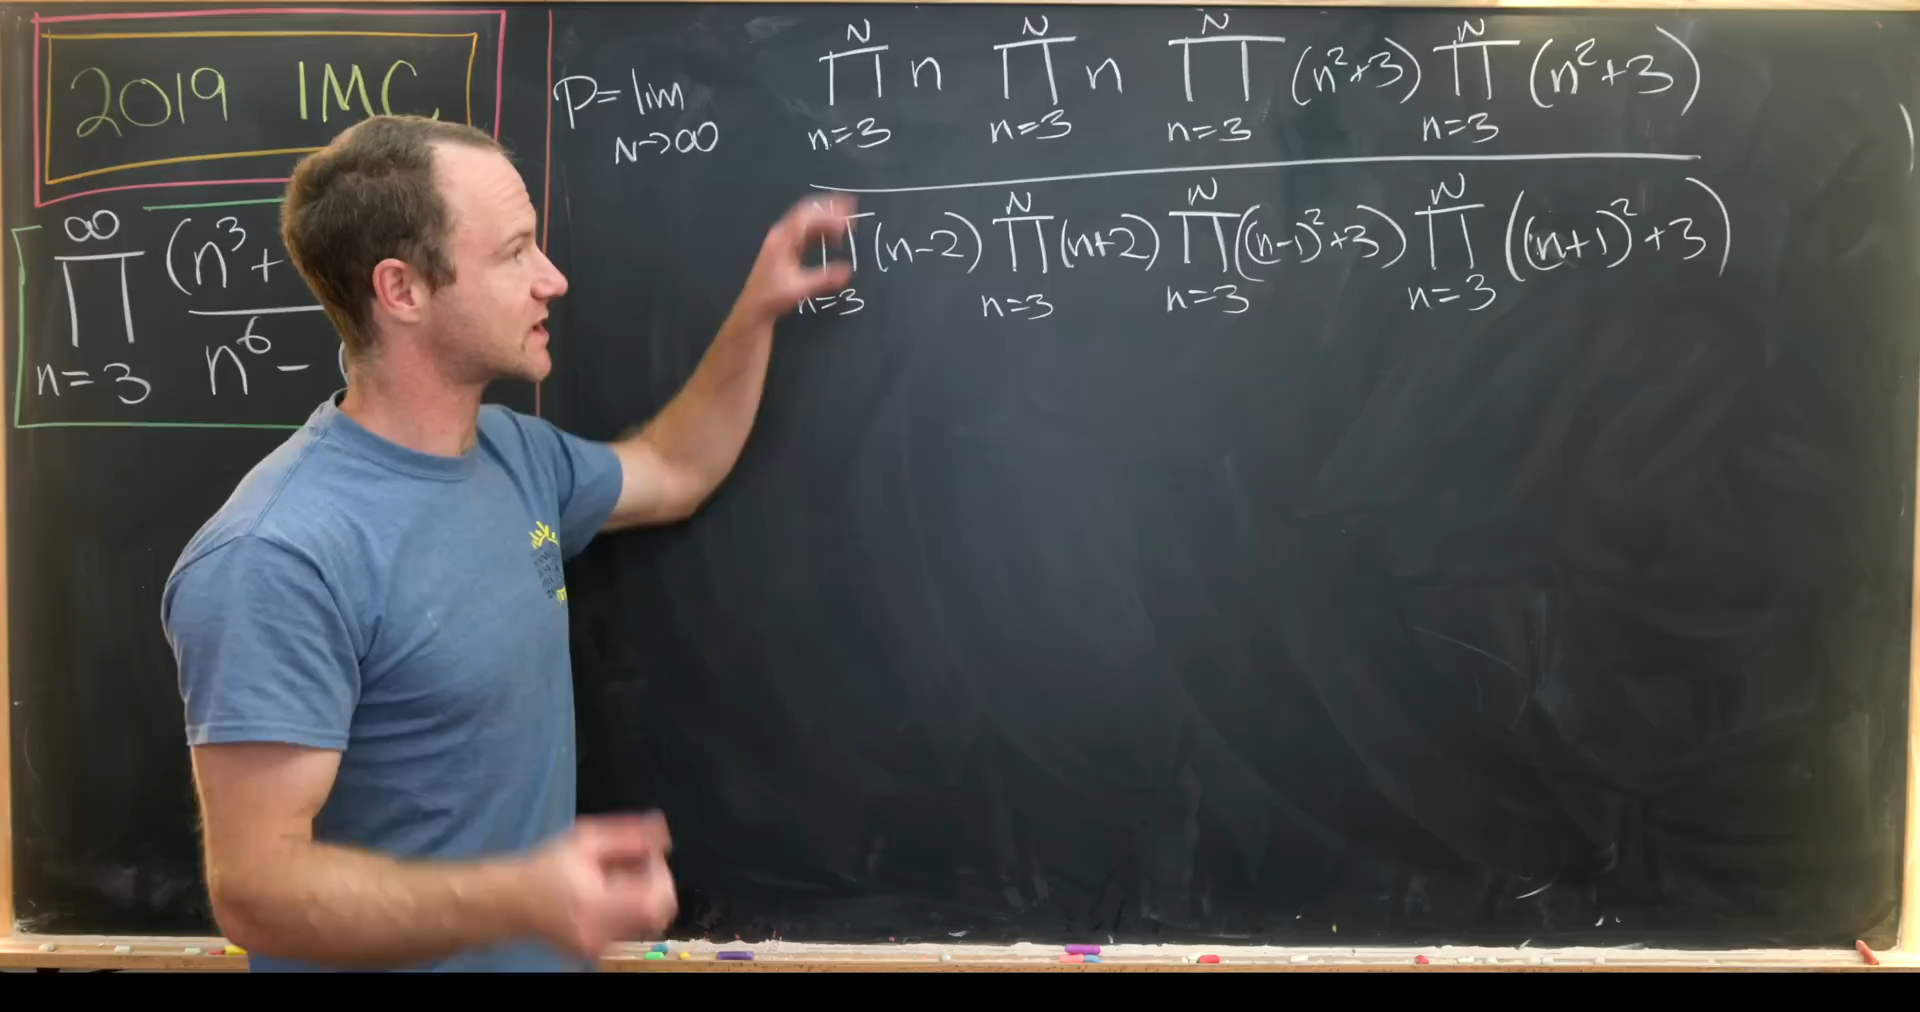 2019 IMC
∞ (n³+
∏
n=3 n⁶-
P = lim N→∞
N N N N
∏ n ∏ n ∏ (n²+3) ∏ (n²+3)
n=3 n=3 n=3 n=3
N N N N
∏ (n-2) ∏ (n+2) ∏ ((n-1)²+3) ∏ ((n+1)²+3)
n=3 n=3 n=3 n=3
)